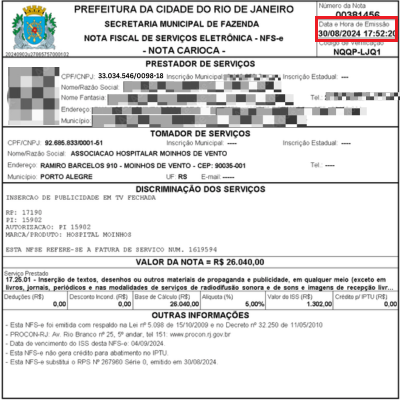 PREFEITURA DA CIDADE DO RIO DE JANEIRO
SECRETARIA MUNICIPAL DE FAZENDA
NOTA FISCAL DE SERVIÇOS ELETRÔNICA - NFS-e
- NOTA CARIOCA -
Número da Nota
00381456
Data e Hora de Emissão
30/08/2024 17:52:20
Código de Verificação
NQQP-LJQ1
PRESTADOR DE SERVIÇOS
CPF/CNPJ: 33.034.546/0098-18 Inscrição Municipal: Inscrição Estadual: ----
Nome/Razão Social:
Nome Fantasia Tel.:
Endereço
Município:
TOMADOR DE SERVIÇOS
CPF/CNPJ: 92.685.833/0001-51 Inscrição Municipal: ---- Inscrição Estadual: ----
Nome/Razão Social: ASSOCIACAO HOSPITALAR MOINHOS DE VENTO
Endereço: RAMIRO BARCELOS 910 - MOINHOS DE VENTO - CEP: 90035-001 Tel.: ----
Município: PORTO ALEGRE UF RS E-mail: -----
DISCRIMINAÇÃO DOS SERVIÇOS
INSERCAO DE PUBLICIDADE EM TV FECHADA
RP: 17190
PI: 15902
AUTORIZACAO: PI 15902
MARCA/PRODUTO: HOSPITAL MOINHOS
ESTA NFSE REFERE-SE A FATURA DE SERVICO NUM. 1619594
VALOR DA NOTA = R$ 26.040,00
Serviço Prestado
17.25.01 - Inserção de textos, desenhos ou outros materiais de propaganda e publicidade, em qualquer meio (exceto em
livros, jornais, periódicos e nas modalidades de serviços de radiodifusão sonora e de sons e imagens de recepção livr...
Deduções (R$) Desconto Incond. (R$) Base de Cálculo (R$) Alíquota (%) Valor do ISS (R$) Crédito p/ IPTU (R$)
0,00 0,00 26.040,00 5,00% 1.302,00 0,00
OUTRAS INFORMAÇÕES
- Esta NFS-e foi emitida com respaldo na Lei nº 5.098 de 15/10/2009 e no Decreto nº 32.250 de 11/05/2010
- PROCON-RJ: Av. Rio Branco nº 25, 5º andar, tel 151: www.procon.rj.gov.br
- Data de vencimento do ISS desta NFS-e: 04/09/2024.
- Esta NFS-e não gera crédito para abatimento no IPTU.
- Esta NFS-e substitui o RPS Nº 267960 Série 0, emitido em 30/08/2024.